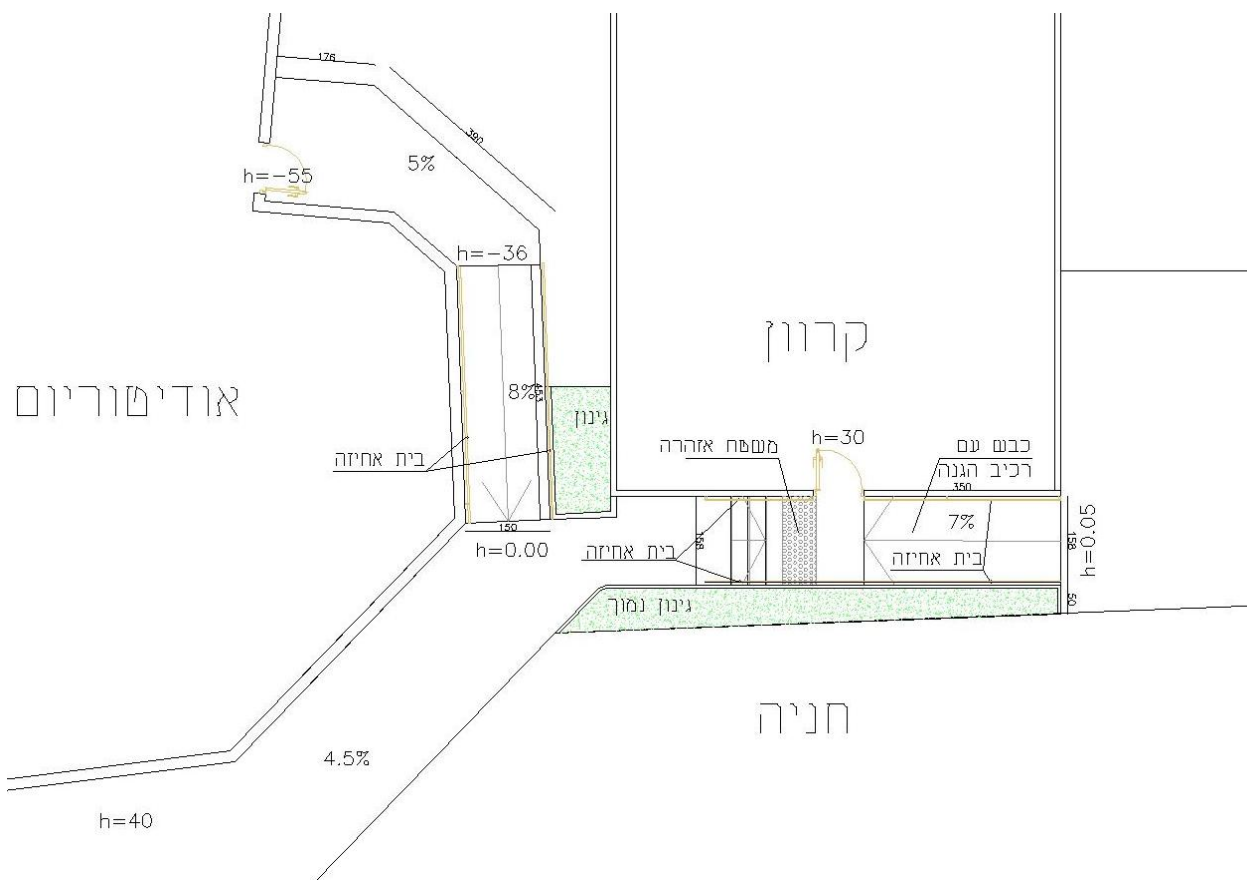 176
390
5%
h=-55
h=-36
קרוון
אודיטוריום
8%
גינון
בית אחיזה
משטח אזהרה
h=30
כבש עם
רכיב הגנה
350
7%
150
h=0.00
158
בית אחיזה
בית אחיזה
158
h=0.05
גינון נמוך
50
חניה
4.5%
h=40